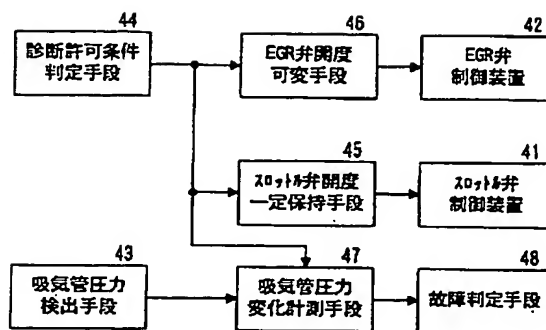 44
診断許可条件
判定手段
46
EGR弁開度
可変手段
42
EGR弁
制御装置
45
スロットル弁開度
一定保持手段
41
スロットル弁
制御装置
43
吸気管圧力
検出手段
47
吸気管圧力
変化計測手段
48
故障判定手段